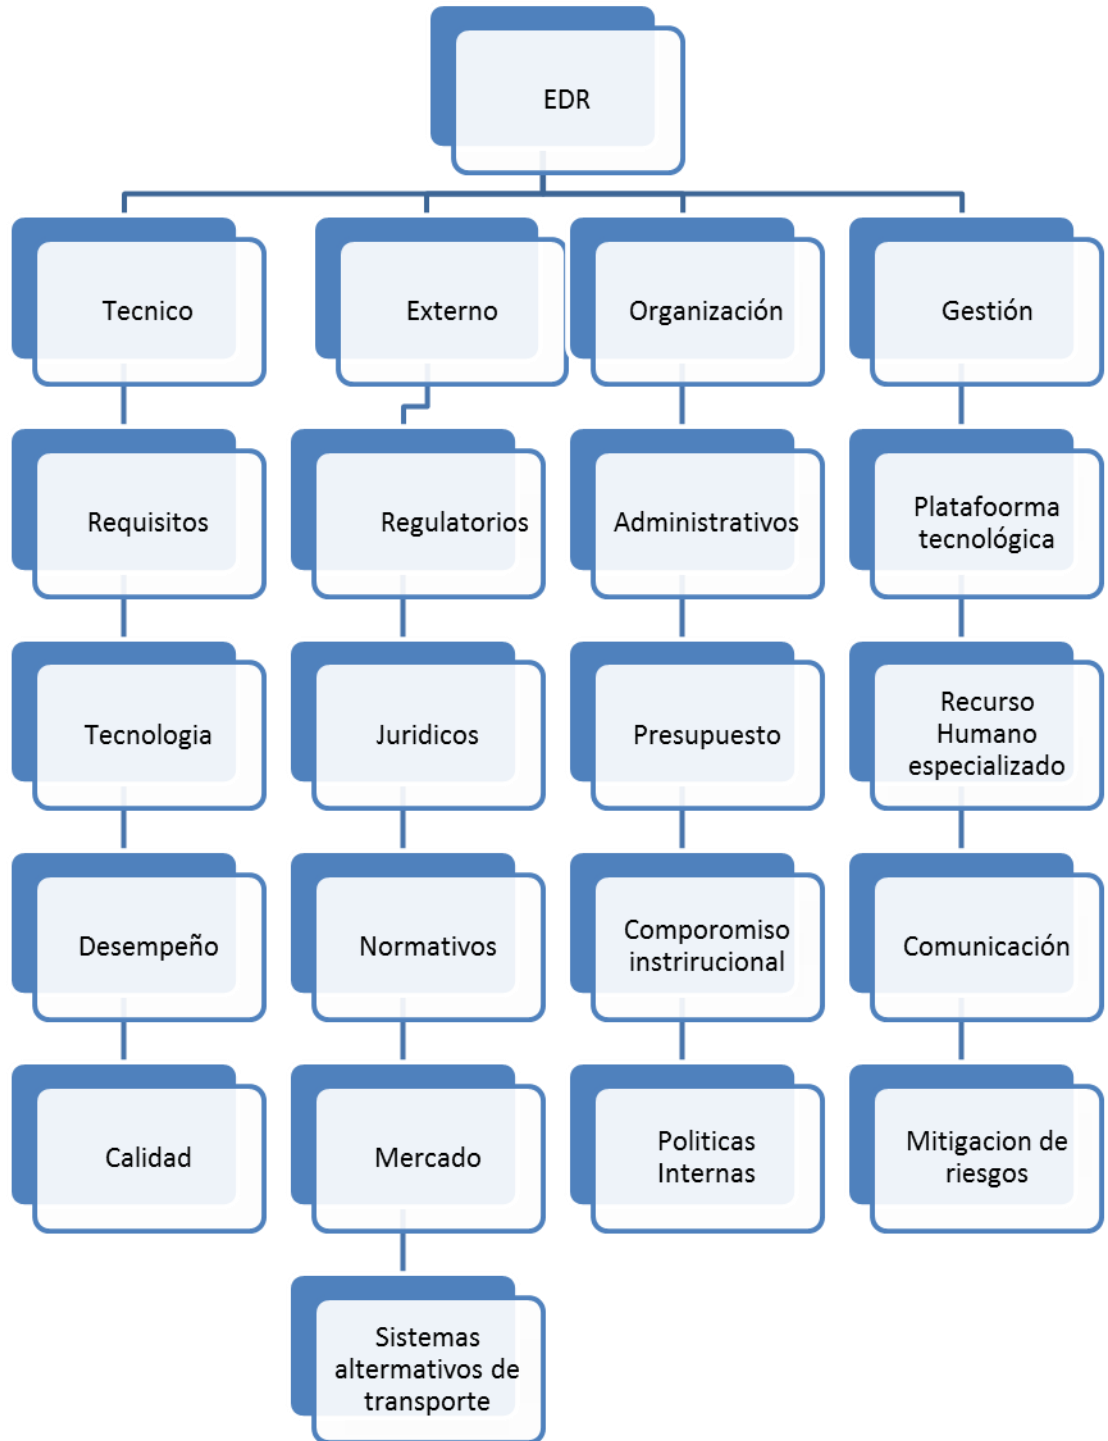 EDR
Tecnico
Externo
Organización
Gestión
Requisitos
Regulatorios
Administrativos
Platafoorma
tecnológica
Tecnologia
Juridicos
Presupuesto
Recurso
Humano
especializado
Desempeño
Normativos
Comporomiso
instrirucional
Comunicación
Calidad
Mercado
Politicas
Internas
Mitigacion de
riesgos
Sistemas
altermativos de
transporte